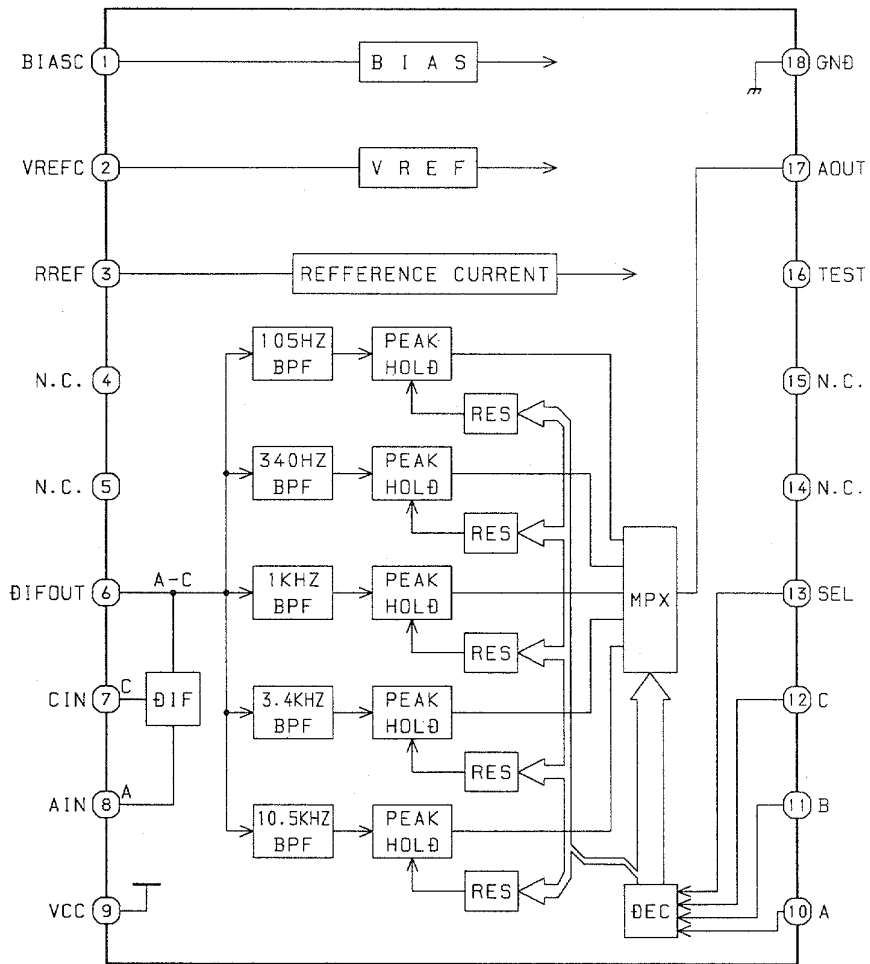 BIASC 1 BIAS 18 GND
VREFC 2 VREF 17 AOUT
RREF 3 REFFERENCE CURRENT 16 TEST
105HZ
BPF
PEAK
HOLD
N.C. 4
15 N.C.
RES
340HZ
BPF
PEAK
HOLD
N.C. 5
14 N.C.
RES
DIFOUT 6
A-C
1KHZ
BPF
PEAK
HOLD
MPX
13 SEL
RES
CIN 7
C
DIF
3.4KHZ
BPF
PEAK
HOLD
12 C
RES
AIN 8
A
10.5KHZ
BPF
PEAK
HOLD
11 B
RES
VCC 9
DEC
10 A